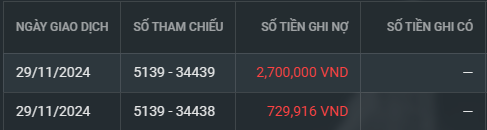 NGÀY GIAO DỊCH SỐ THAM CHIẾU SỐ TIỀN GHI NỢ SỐ TIỀN GHI CÓ
29/11/2024 5139 - 34439 2,700,000 VND —
29/11/2024 5139 - 34438 729,916 VND —